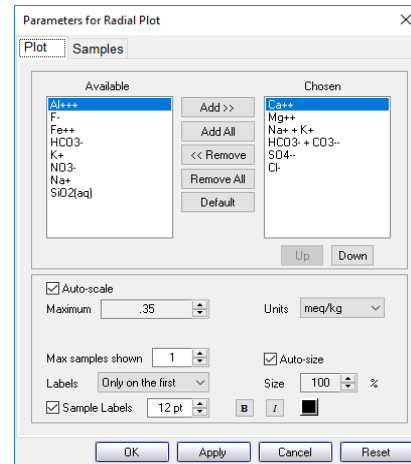 Parameters for Radial Plot
Plot Samples
Available Chosen
Al+++
F-
Fe++
HCO3-
K+
NO3-
Na+
SiO2(aq)
Add >>
Add All
<< Remove
Remove All
Default
Ca++
Mg++
Na+ + K+
HCO3- + CO3--
SO4--
Cl-
Up Down
Auto-scale
Maximum .35 Units meq/kg
Max samples shown 1 Auto-size
Labels Only on the first Size 100 %
Sample Labels 12 pt B I
OK Apply Cancel Reset